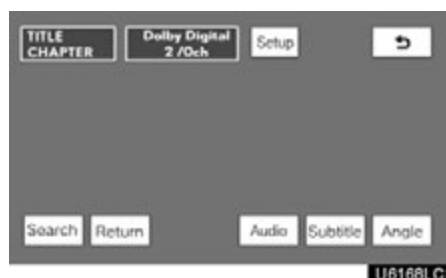 TITLE
CHAPTER
Dolby Digital
2 /0ch
Setup
Search
Return
Audio
Subtitle
Angle
U6168LC